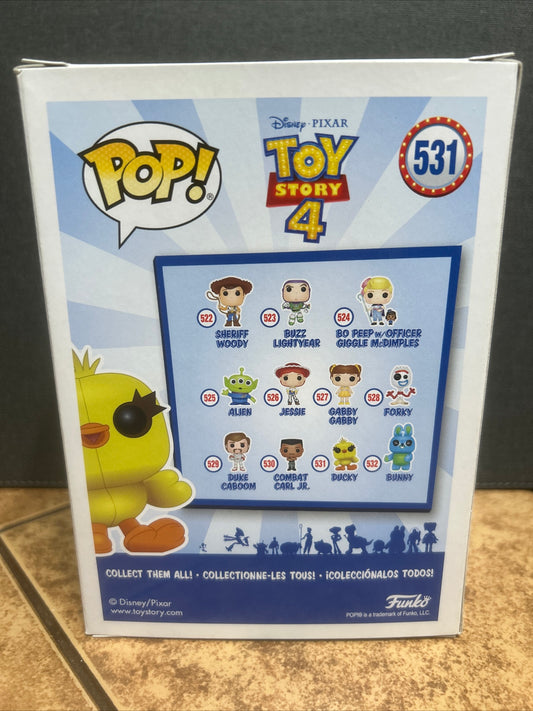 POP!®
Disney · PIXAR
TOY
STORY
4
531
522
SHERIFF
WOODY
523
BUZZ
LIGHTYEAR
524
BO PEEP W/ OFFICER
GIGGLE McDIMPLES
525
ALIEN
526
JESSIE
527
GABBY
GABBY
528
FORKY
529
DUKE
CABOOM
530
COMBAT
CARL JR.
531
DUCKY
532
BUNNY
COLLECT THEM ALL! • COLLECTIONNE-LES TOUS! • ¡COLECCIÓNALOS TODOS!
© Disney/Pixar
www.toystory.com
Funko
POP!® is a trademark of Funko, LLC.